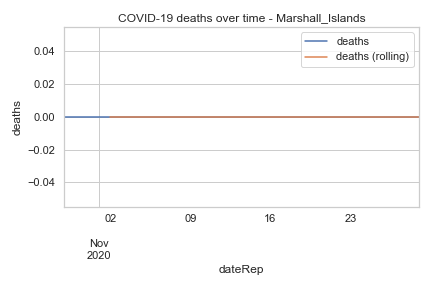 COVID-19 deaths over time - Marshall_Islands
deaths
deaths (rolling)
deaths
0.04
0.02
0.00
−0.02
−0.04
02
09
16
23
Nov
2020
dateRep